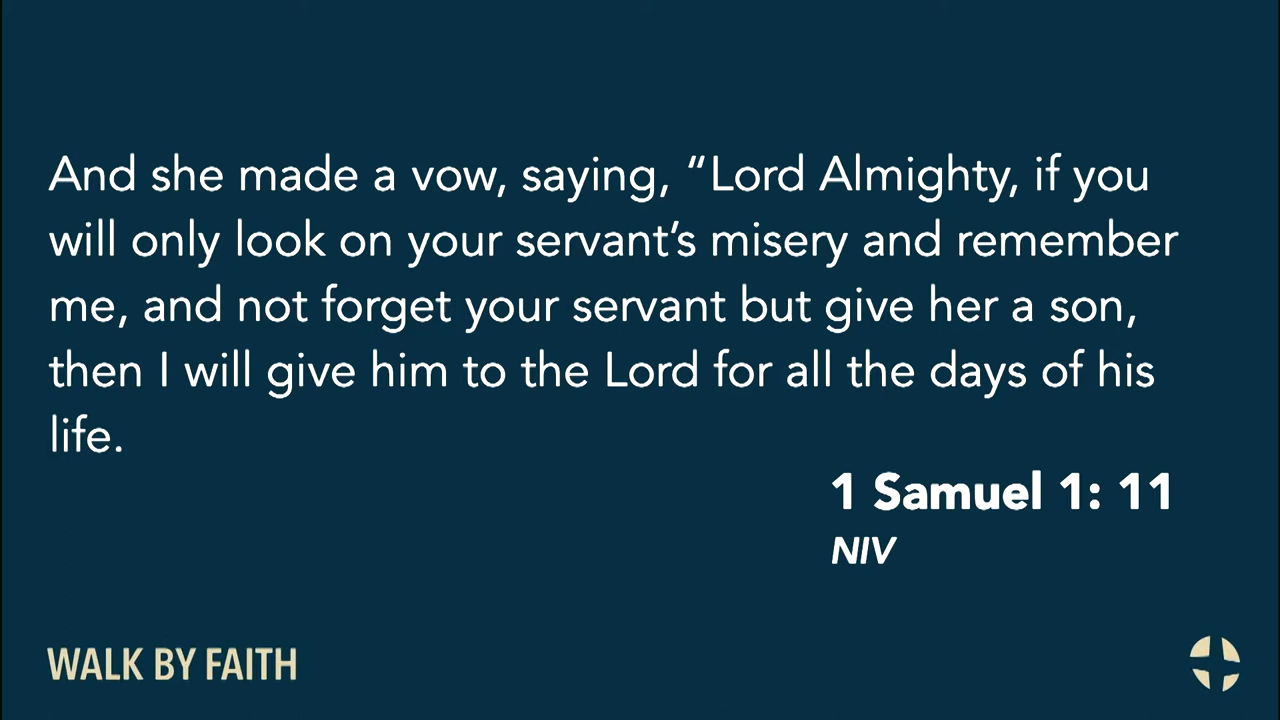 And she made a vow, saying, “Lord Almighty, if you
will only look on your servant’s misery and remember
me, and not forget your servant but give her a son,
then I will give him to the Lord for all the days of his
life.
1 Samuel 1: 11
NIV
WALK BY FAITH